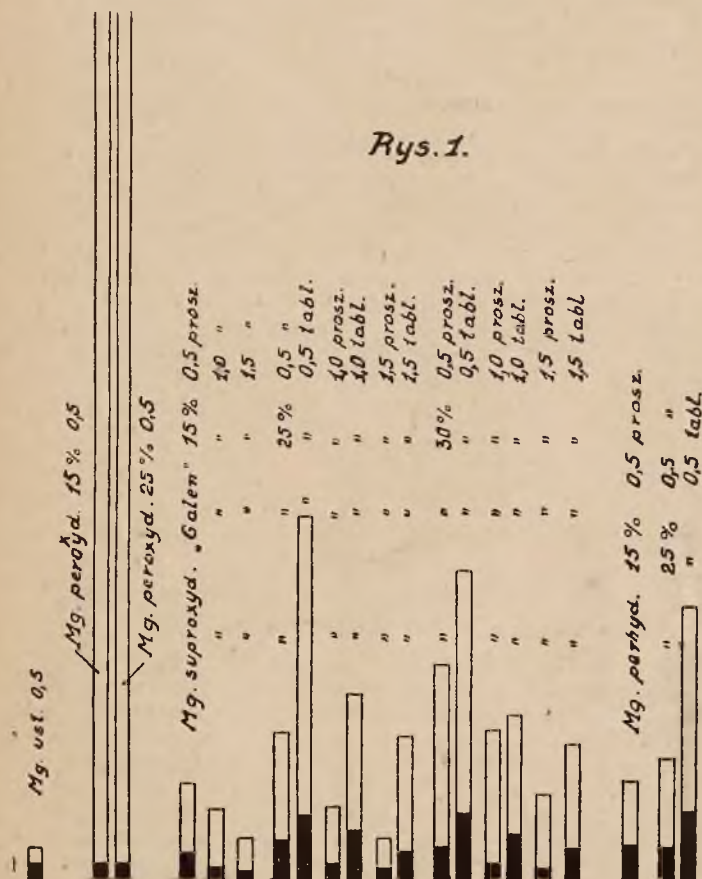 Rys. 1.
Mg. ust. 0,5
Mg. peroxyd. 15% 0,5
Mg. peroxyd. 25% 0,5
Mg. suproxyd. „Galen" 15% 0,5 prosz.
" " " 1,0 "
" " " 1,5 "
" " 25% 0,5 "
" " " 0,5 tabl.
" " " 1,0 prosz.
" " " 1,0 tabl.
" " " 1,5 prosz.
" " " 1,5 tabl.
" " 30% 0,5 prosz.
" " 0,5 tabl.
" " " 1,0 prosz.
" " " 1,0 tabl.
" " " 1,5 prosz.
" " " 1,5 tabl
Mg. perhyd. 15% 0,5 prosz.
" 25% 0,5 "
" 0,5 tabl.